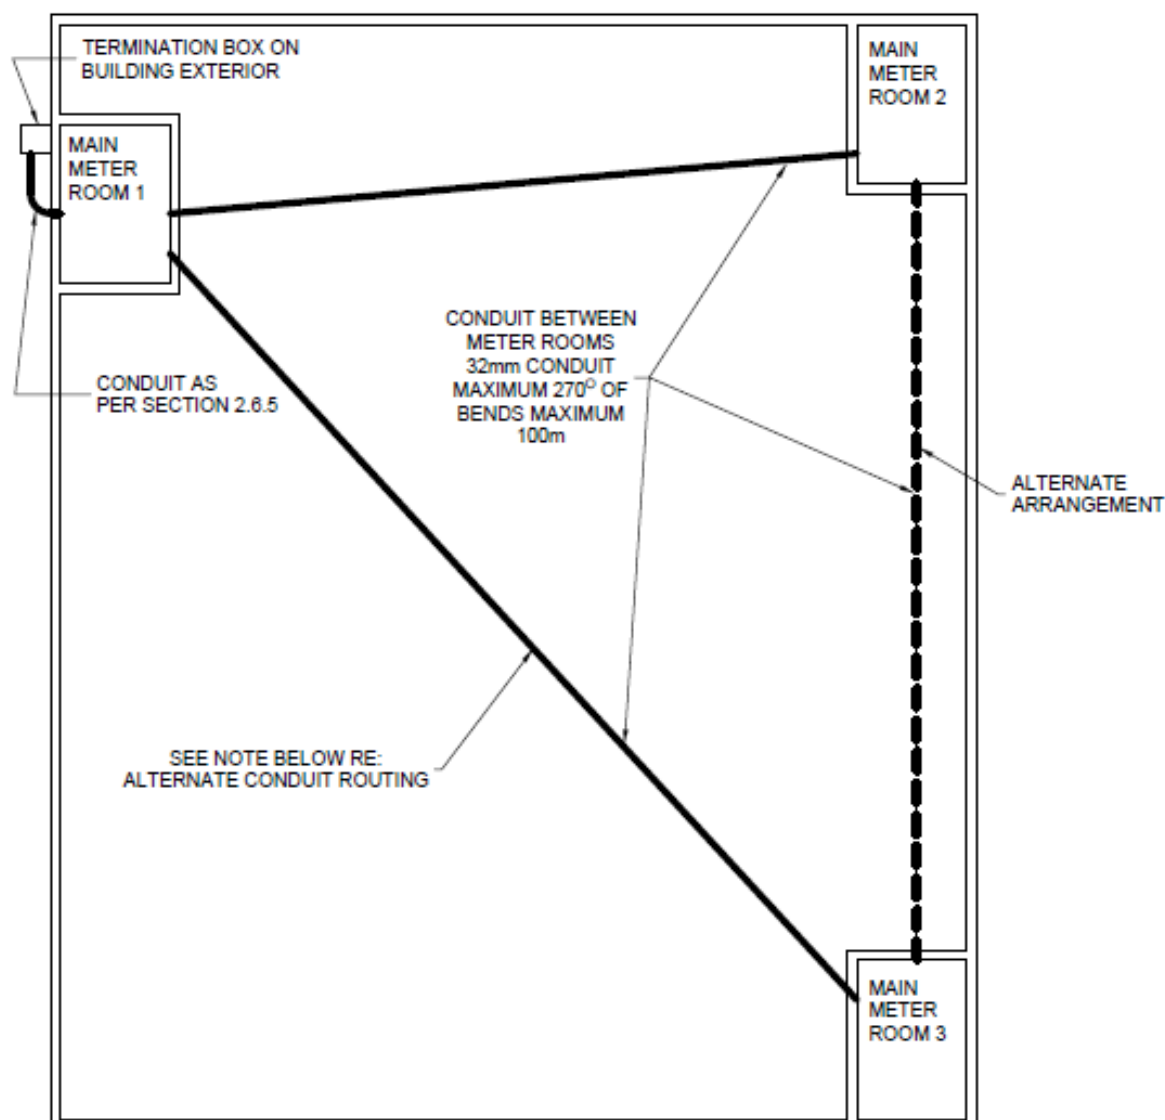 TERMINATION BOX ON
BUILDING EXTERIOR
MAIN
METER
ROOM 1
MAIN
METER
ROOM 2
CONDUIT BETWEEN
METER ROOMS
32mm CONDUIT
MAXIMUM 270° OF
BENDS MAXIMUM
100m
CONDUIT AS
PER SECTION 2.6.5
ALTERNATE
ARRANGEMENT
SEE NOTE BELOW RE:
ALTERNATE CONDUIT ROUTING
MAIN
METER
ROOM 3